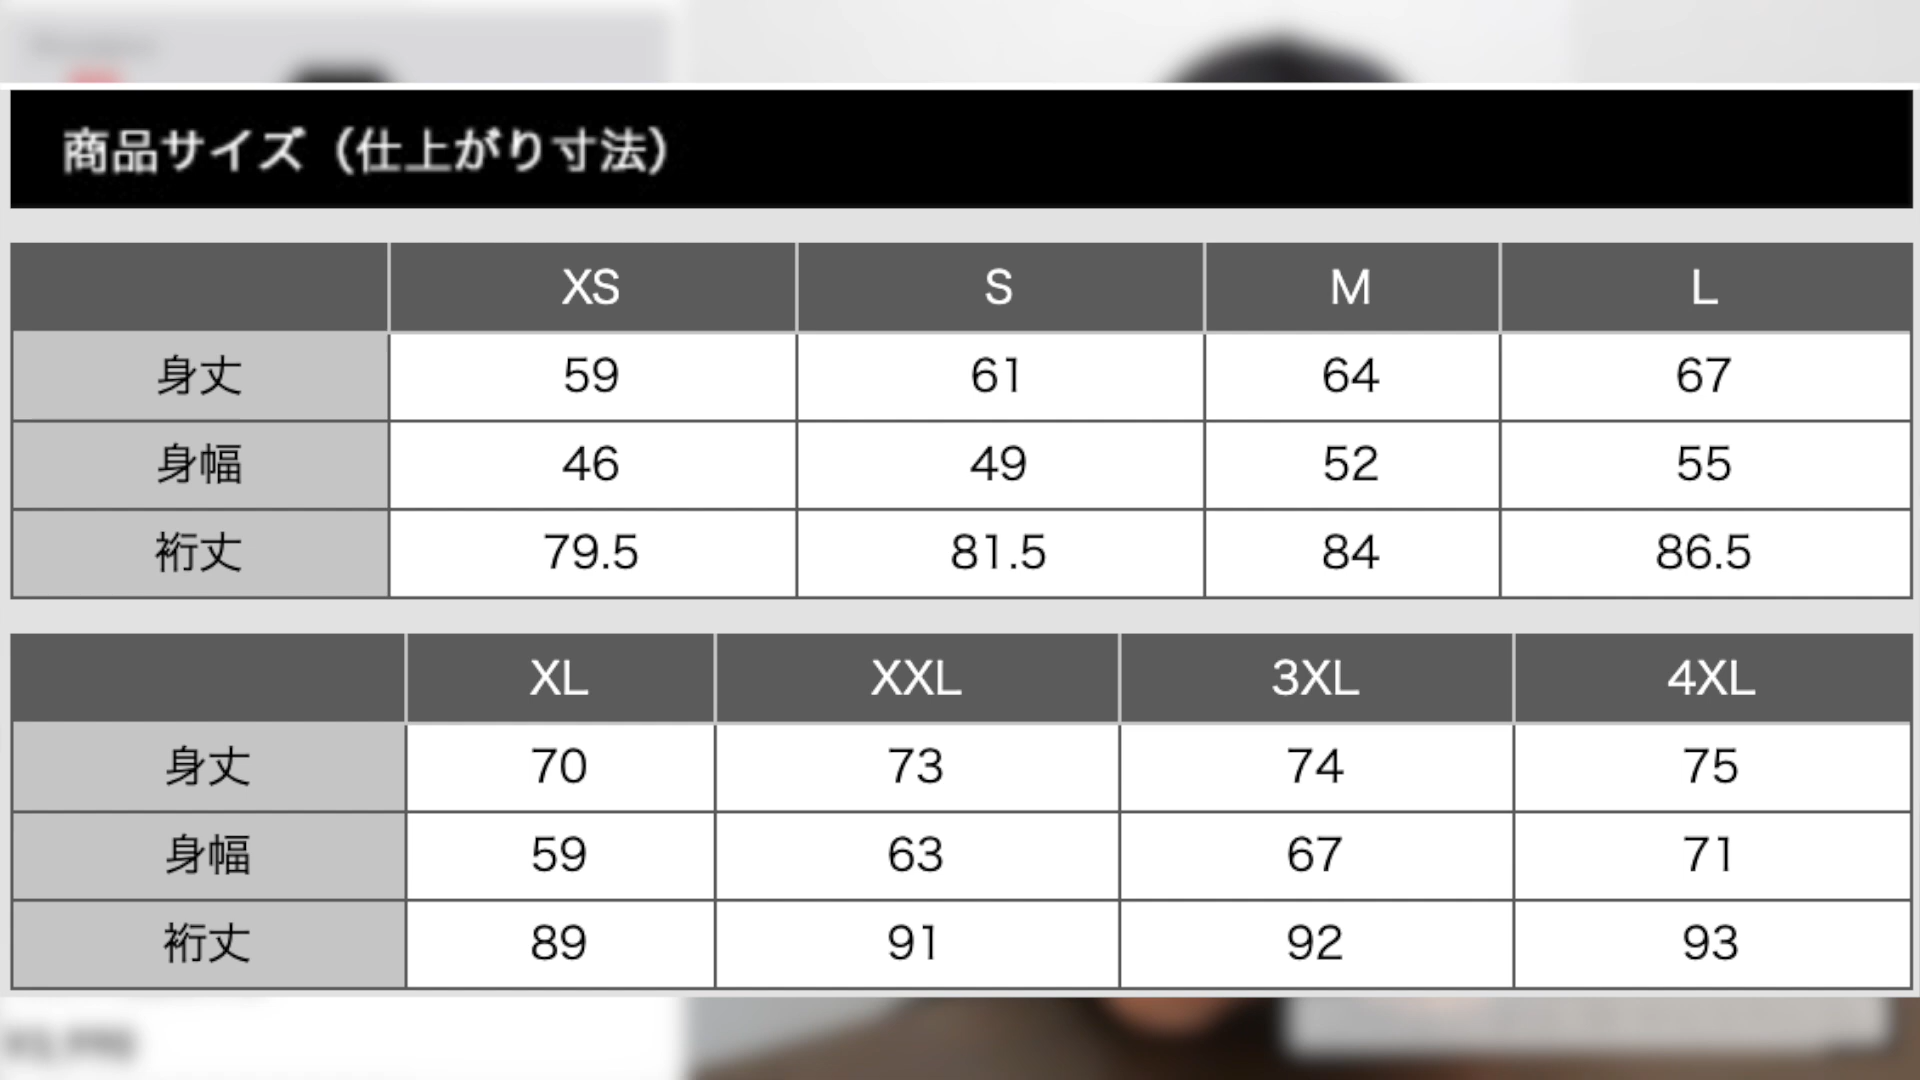 商品サイズ（仕上がり寸法）
XS S M L
身丈 59 61 64 67
身幅 46 49 52 55
裄丈 79.5 81.5 84 86.5
XL XXL 3XL 4XL
身丈 70 73 74 75
身幅 59 63 67 71
裄丈 89 91 92 93